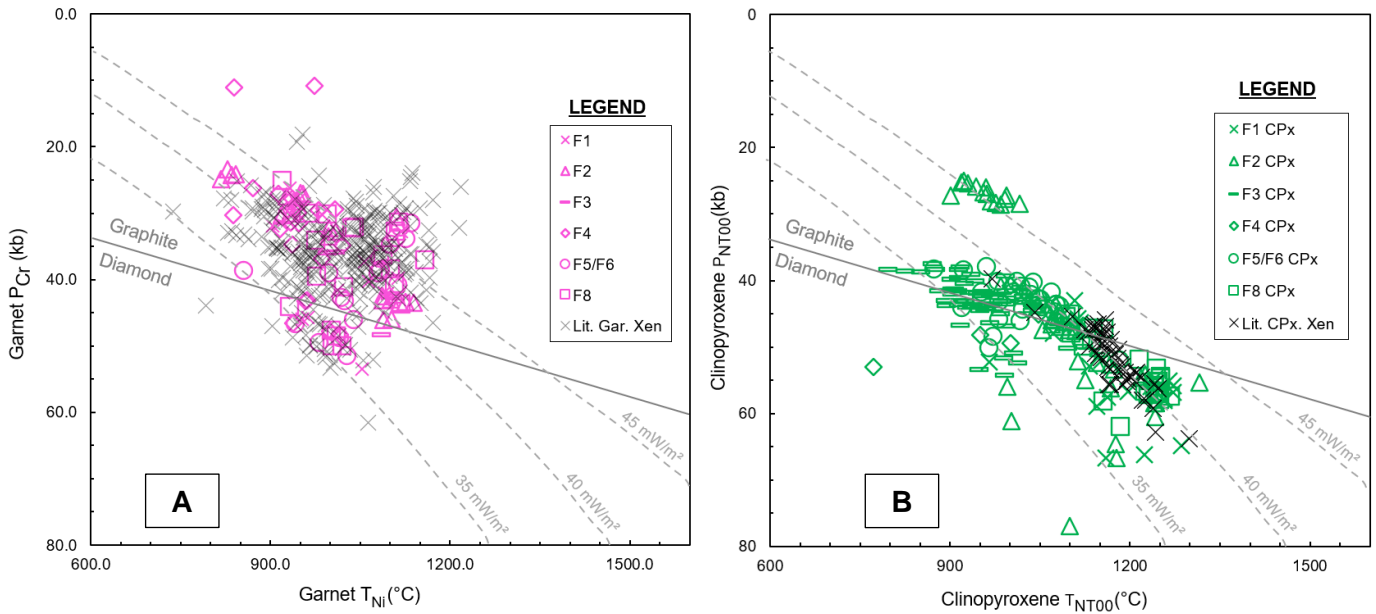 0.0
20.0
40.0
60.0
80.0
600.0
900.0
1200.0
1500.0
Garnet P_Cr (kb)
Garnet T_Ni(°C)
Graphite
Diamond
35 mW/m²
40 mW/m²
45 mW/m²
A
LEGEND
F1
F2
F3
F4
F5/F6
F8
Lit. Gar. Xen
0
20
40
60
80
600
900
1200
1500
Clinopyroxene P_NT00(kb)
Clinopyroxene T_NT00(°C)
Graphite
Diamond
35 mW/m²
40 mW/m²
45 mW/m²
B
LEGEND
F1 CPx
F2 CPx
F3 CPx
F4 CPx
F5/F6 CPx
F8 CPx
Lit. CPx. Xen